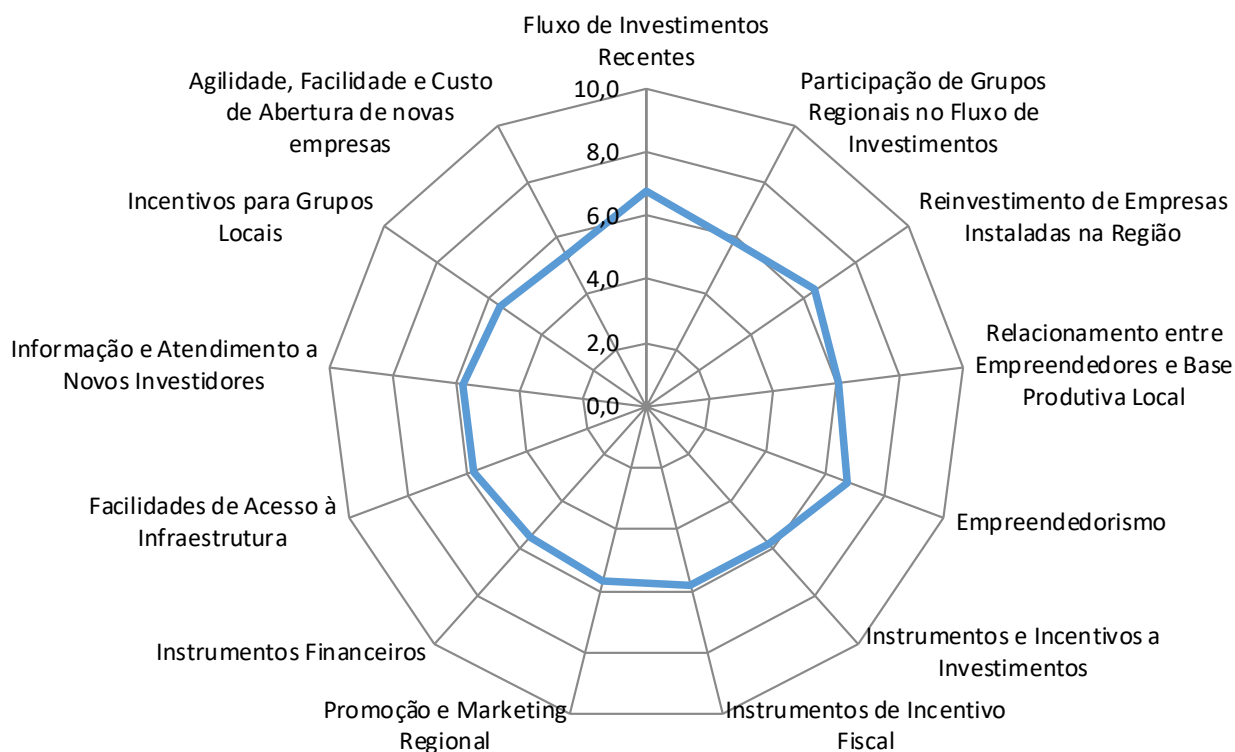 Fluxo de Investimentos
Recentes
Participação de Grupos
Regionais no Fluxo de
Investimentos
Reinvestimento de Empresas
Instaladas na Região
Relacionamento entre
Empreendedores e Base
Produtiva Local
Empreendedorismo
Instrumentos e Incentivos a
Investimentos
Instrumentos de Incentivo
Fiscal
Promoção e Marketing
Regional
Instrumentos Financeiros
Facilidades de Acesso à
Infraestrutura
Informação e Atendimento a
Novos Investidores
Incentivos para Grupos
Locais
Agilidade, Facilidade e Custo
de Abertura de novas
empresas
10,0
8,0
6,0
4,0
2,0
0,0